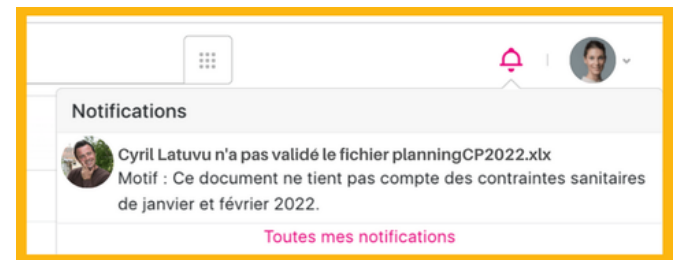 Notifications
Cyril Latuvu n'a pas validé le fichier planningCP2022.xlx
Motif : Ce document ne tient pas compte des contraintes sanitaires
de janvier et février 2022.
Toutes mes notifications